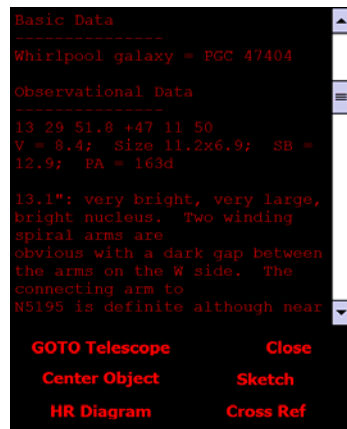 Basic Data
---------------
Whirlpool galaxy = PGC 47404
Observational Data
---------------
13 29 51.8 +47 11 50
V = 8.4;  Size 11.2x6.9;  SB =
12.9;  PA = 163d
13.1": very bright, very large,
bright nucleus.  Two winding
spiral arms are
obvious with a dark gap between
the arms on the W side.  The
connecting arm to
N5195 is definite although near
GOTO Telescope Close
Center Object Sketch
HR Diagram Cross Ref